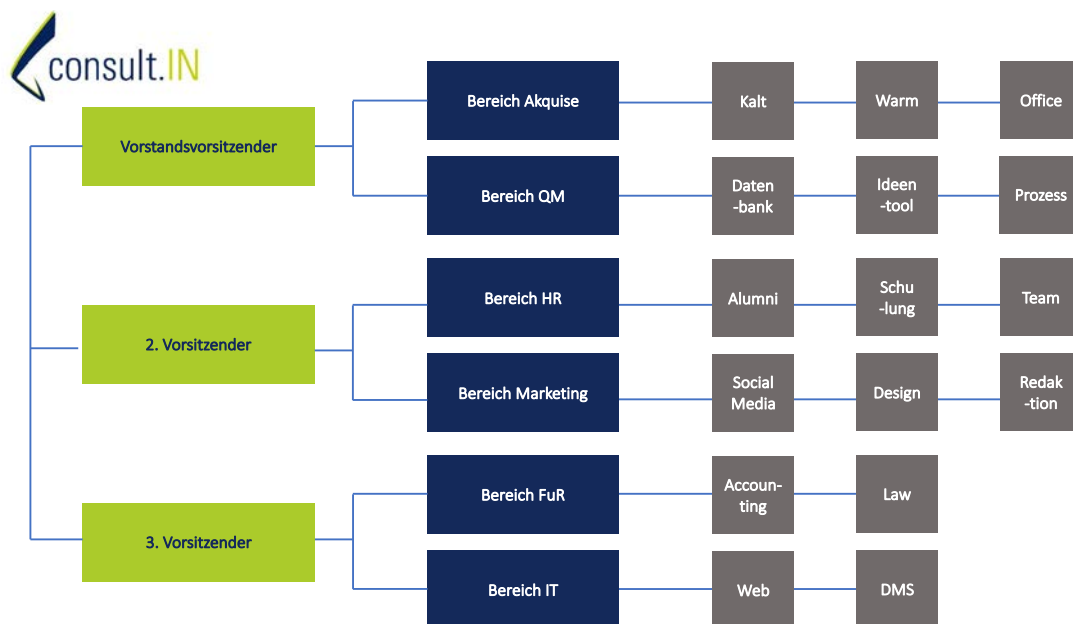 consult.IN
Vorstandsvorsitzender
Bereich Akquise
Kalt
Warm
Office
Bereich QM
Daten
-bank
Ideen
-tool
Prozess
2. Vorsitzender
Bereich HR
Alumni
Schu
-lung
Team
Bereich Marketing
Social
Media
Design
Redak
-tion
3. Vorsitzender
Bereich FuR
Accoun-
ting
Law
Bereich IT
Web
DMS